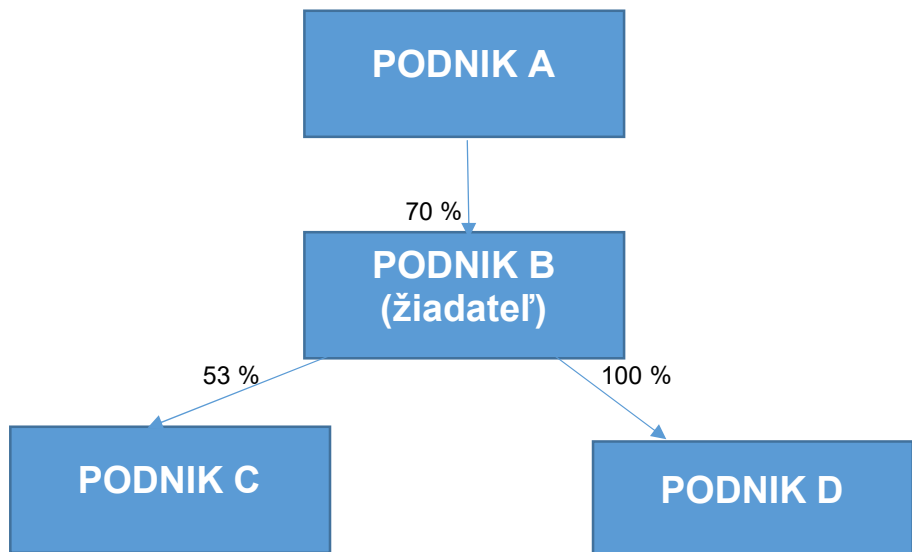 PODNIK A
70 %
PODNIK B
(žiadateľ)
53 %
100 %
PODNIK C
PODNIK D